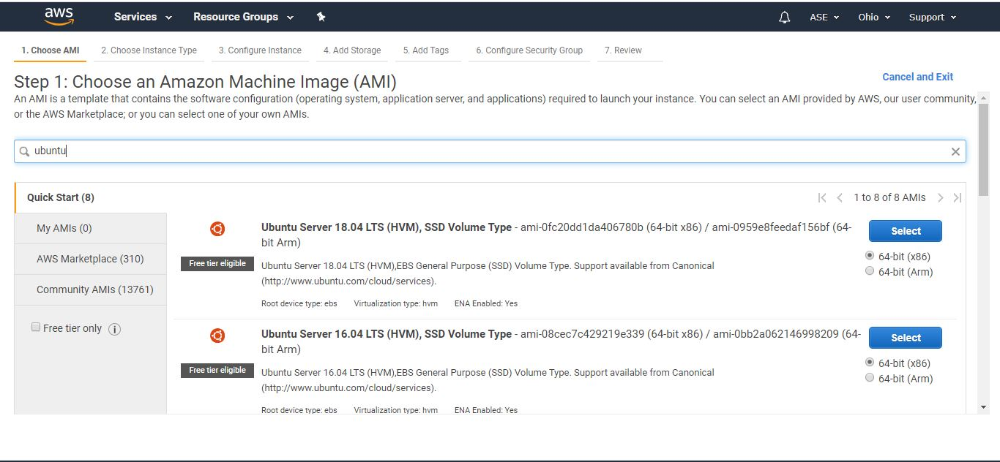 aws Services Resource Groups ASE Ohio Support
1. Choose AMI 2. Choose Instance Type 3. Configure Instance 4. Add Storage 5. Add Tags 6. Configure Security Group 7. Review
Step 1: Choose an Amazon Machine Image (AMI)
Cancel and Exit
An AMI is a template that contains the software configuration (operating system, application server, and applications) required to launch your instance. You can select an AMI provided by AWS, our user community,
or the AWS Marketplace; or you can select one of your own AMIs.
ubuntu
Quick Start (8)
1 to 8 of 8 AMIs
My AMIs (0)
AWS Marketplace (310)
Community AMIs (13761)
Free tier only
Ubuntu Server 18.04 LTS (HVM), SSD Volume Type - ami-0fc20dd1da406780b (64-bit x86) / ami-0959e8feedaf156bf (64-
bit Arm)
Select
64-bit (x86)
64-bit (Arm)
Free tier eligible
Ubuntu Server 18.04 LTS (HVM),EBS General Purpose (SSD) Volume Type. Support available from Canonical
(http://www.ubuntu.com/cloud/services).
Root device type: ebs Virtualization type: hvm ENA Enabled: Yes
Ubuntu Server 16.04 LTS (HVM), SSD Volume Type - ami-08cec7c429219e339 (64-bit x86) / ami-0bb2a062146998209 (64-
bit Arm)
Select
64-bit (x86)
64-bit (Arm)
Free tier eligible
Ubuntu Server 16.04 LTS (HVM),EBS General Purpose (SSD) Volume Type. Support available from Canonical
(http://www.ubuntu.com/cloud/services).
Root device type: ebs Virtualization type: hvm ENA Enabled: Yes